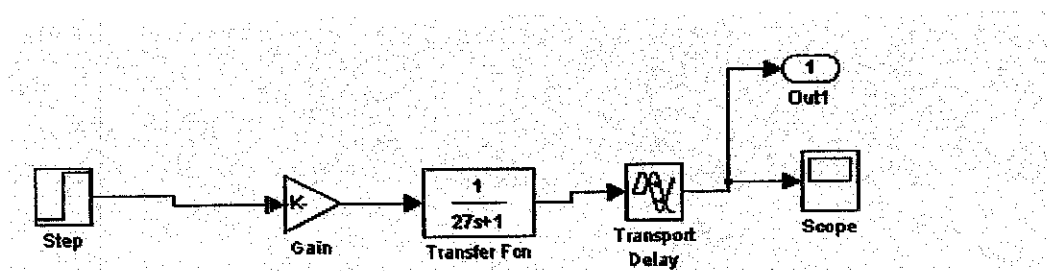 1
Out1
Step
-K-
Gain
1
27s+1
Transfer Fcn
Transport
Delay
Scope